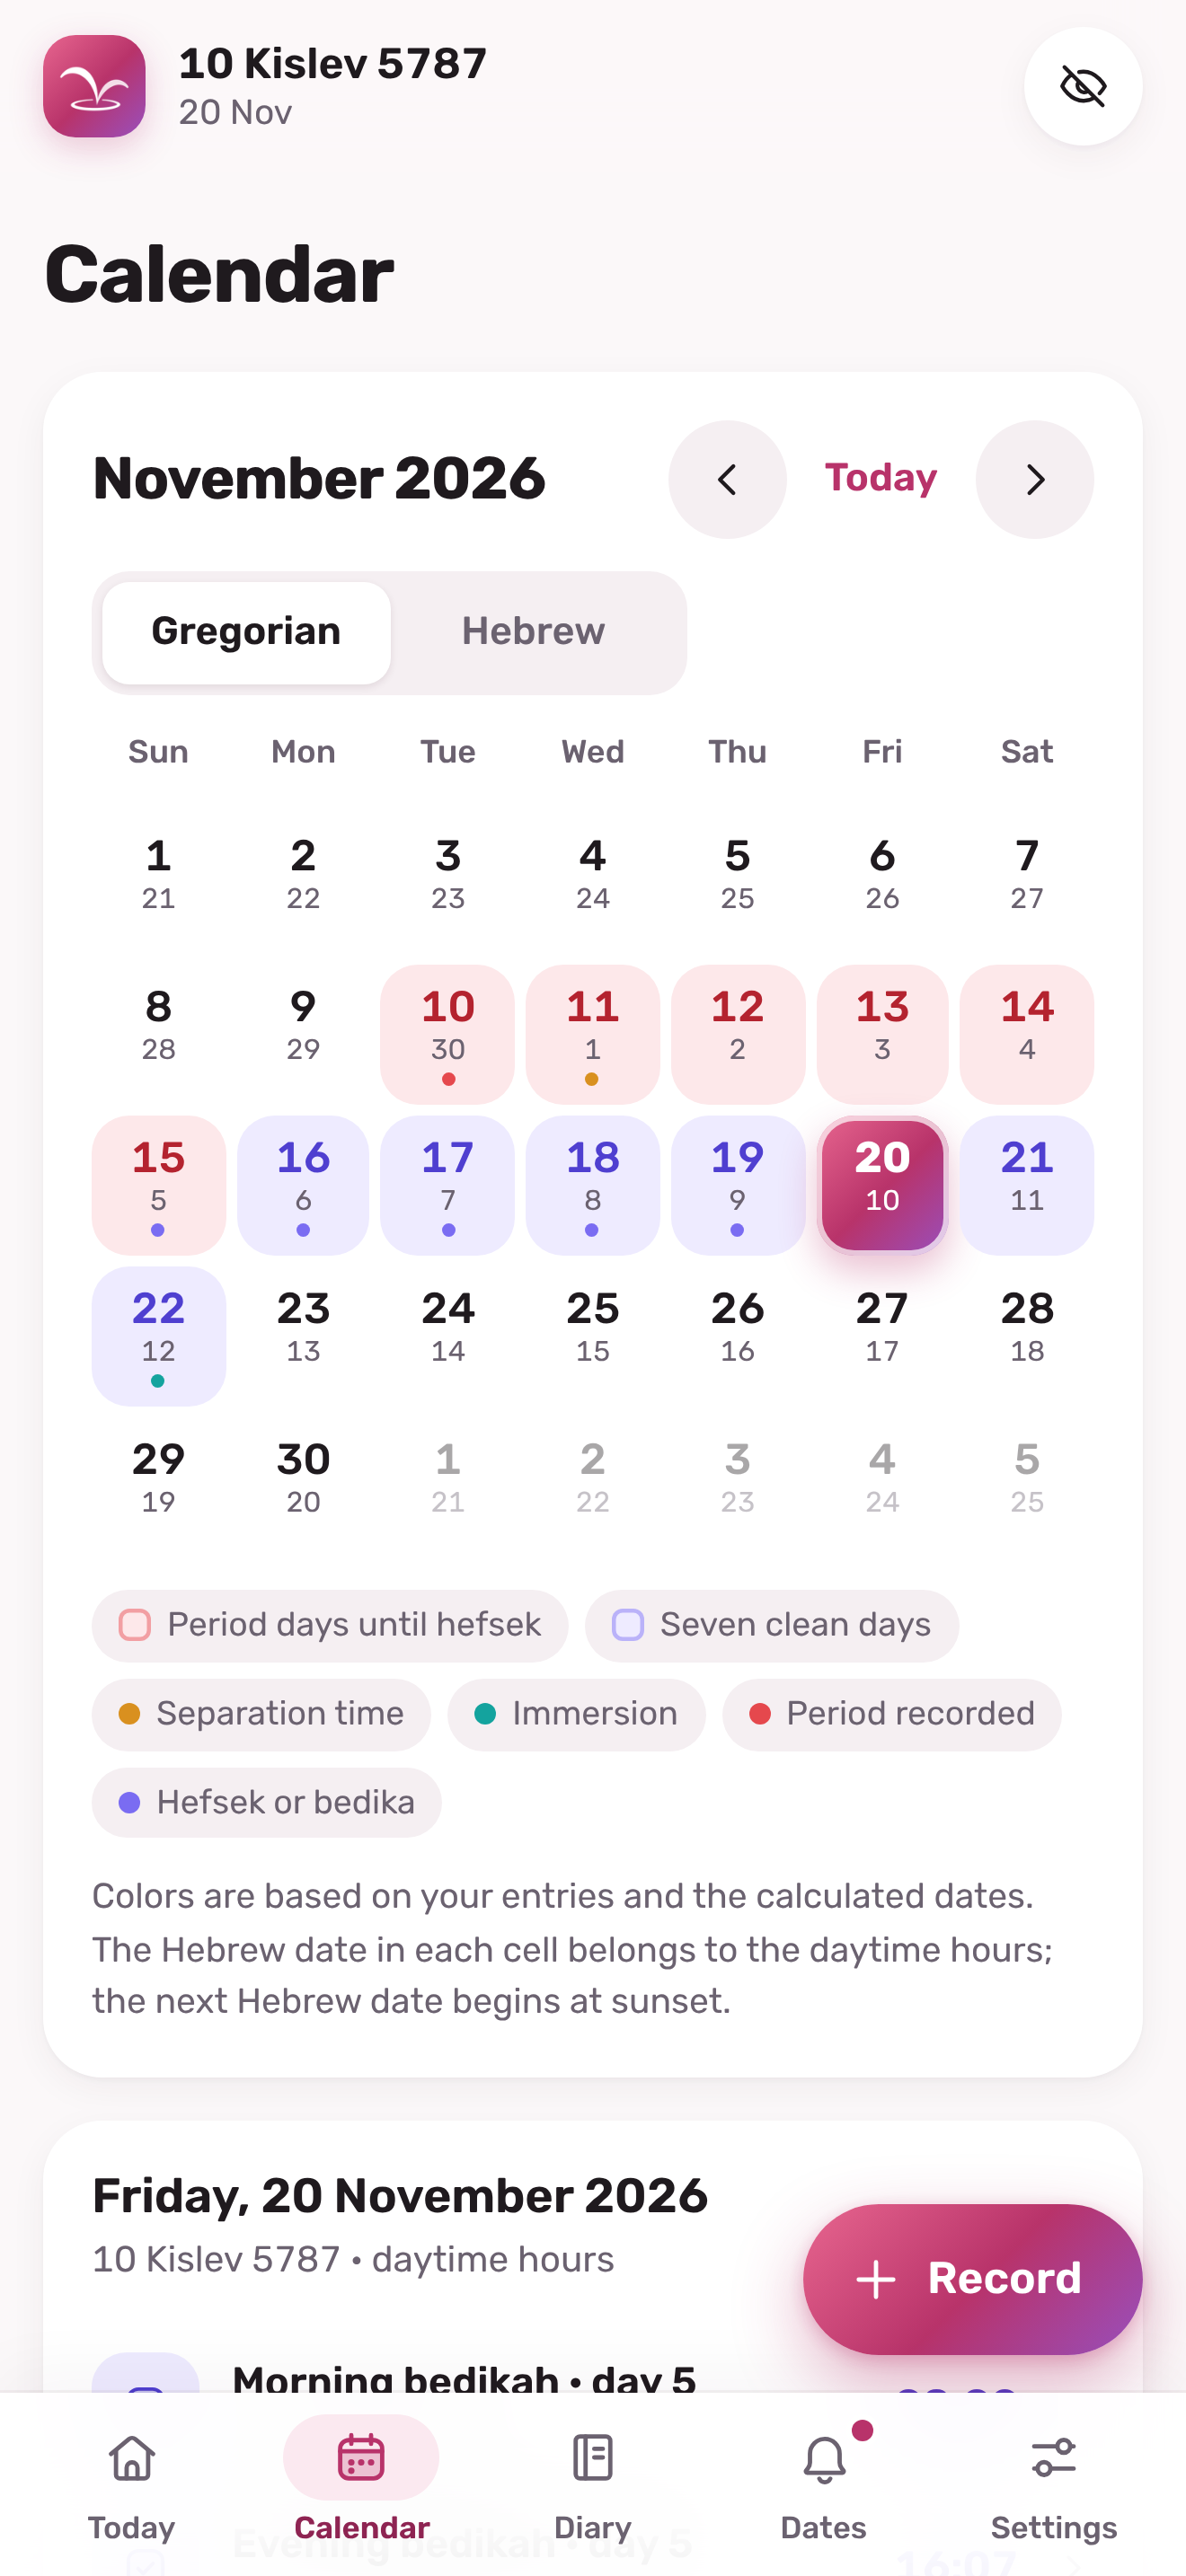 10 Kislev 5787
20 Nov
Calendar
November 2026
Today
Gregorian Hebrew
Sun Mon Tue Wed Thu Fri Sat
1 2 3 4 5 6 7
21 22 23 24 25 26 27
8 9 10 11 12 13 14
28 29 30 1 2 3 4
15 16 17 18 19 20 21
5 6 7 8 9 10 11
22 23 24 25 26 27 28
12 13 14 15 16 17 18
29 30 1 2 3 4 5
19 20 21 22 23 24 25
Period days until hefsek Seven clean days
Separation time Immersion Period recorded
Hefsek or bedika
Colors are based on your entries and the calculated dates.
The Hebrew date in each cell belongs to the daytime hours;
the next Hebrew date begins at sunset.
Friday, 20 November 2026
10 Kislev 5787 • daytime hours
Record
Morning bedikah • day 5
Today Calendar Diary Dates Settings
Evening bedikah • day 5
16:07